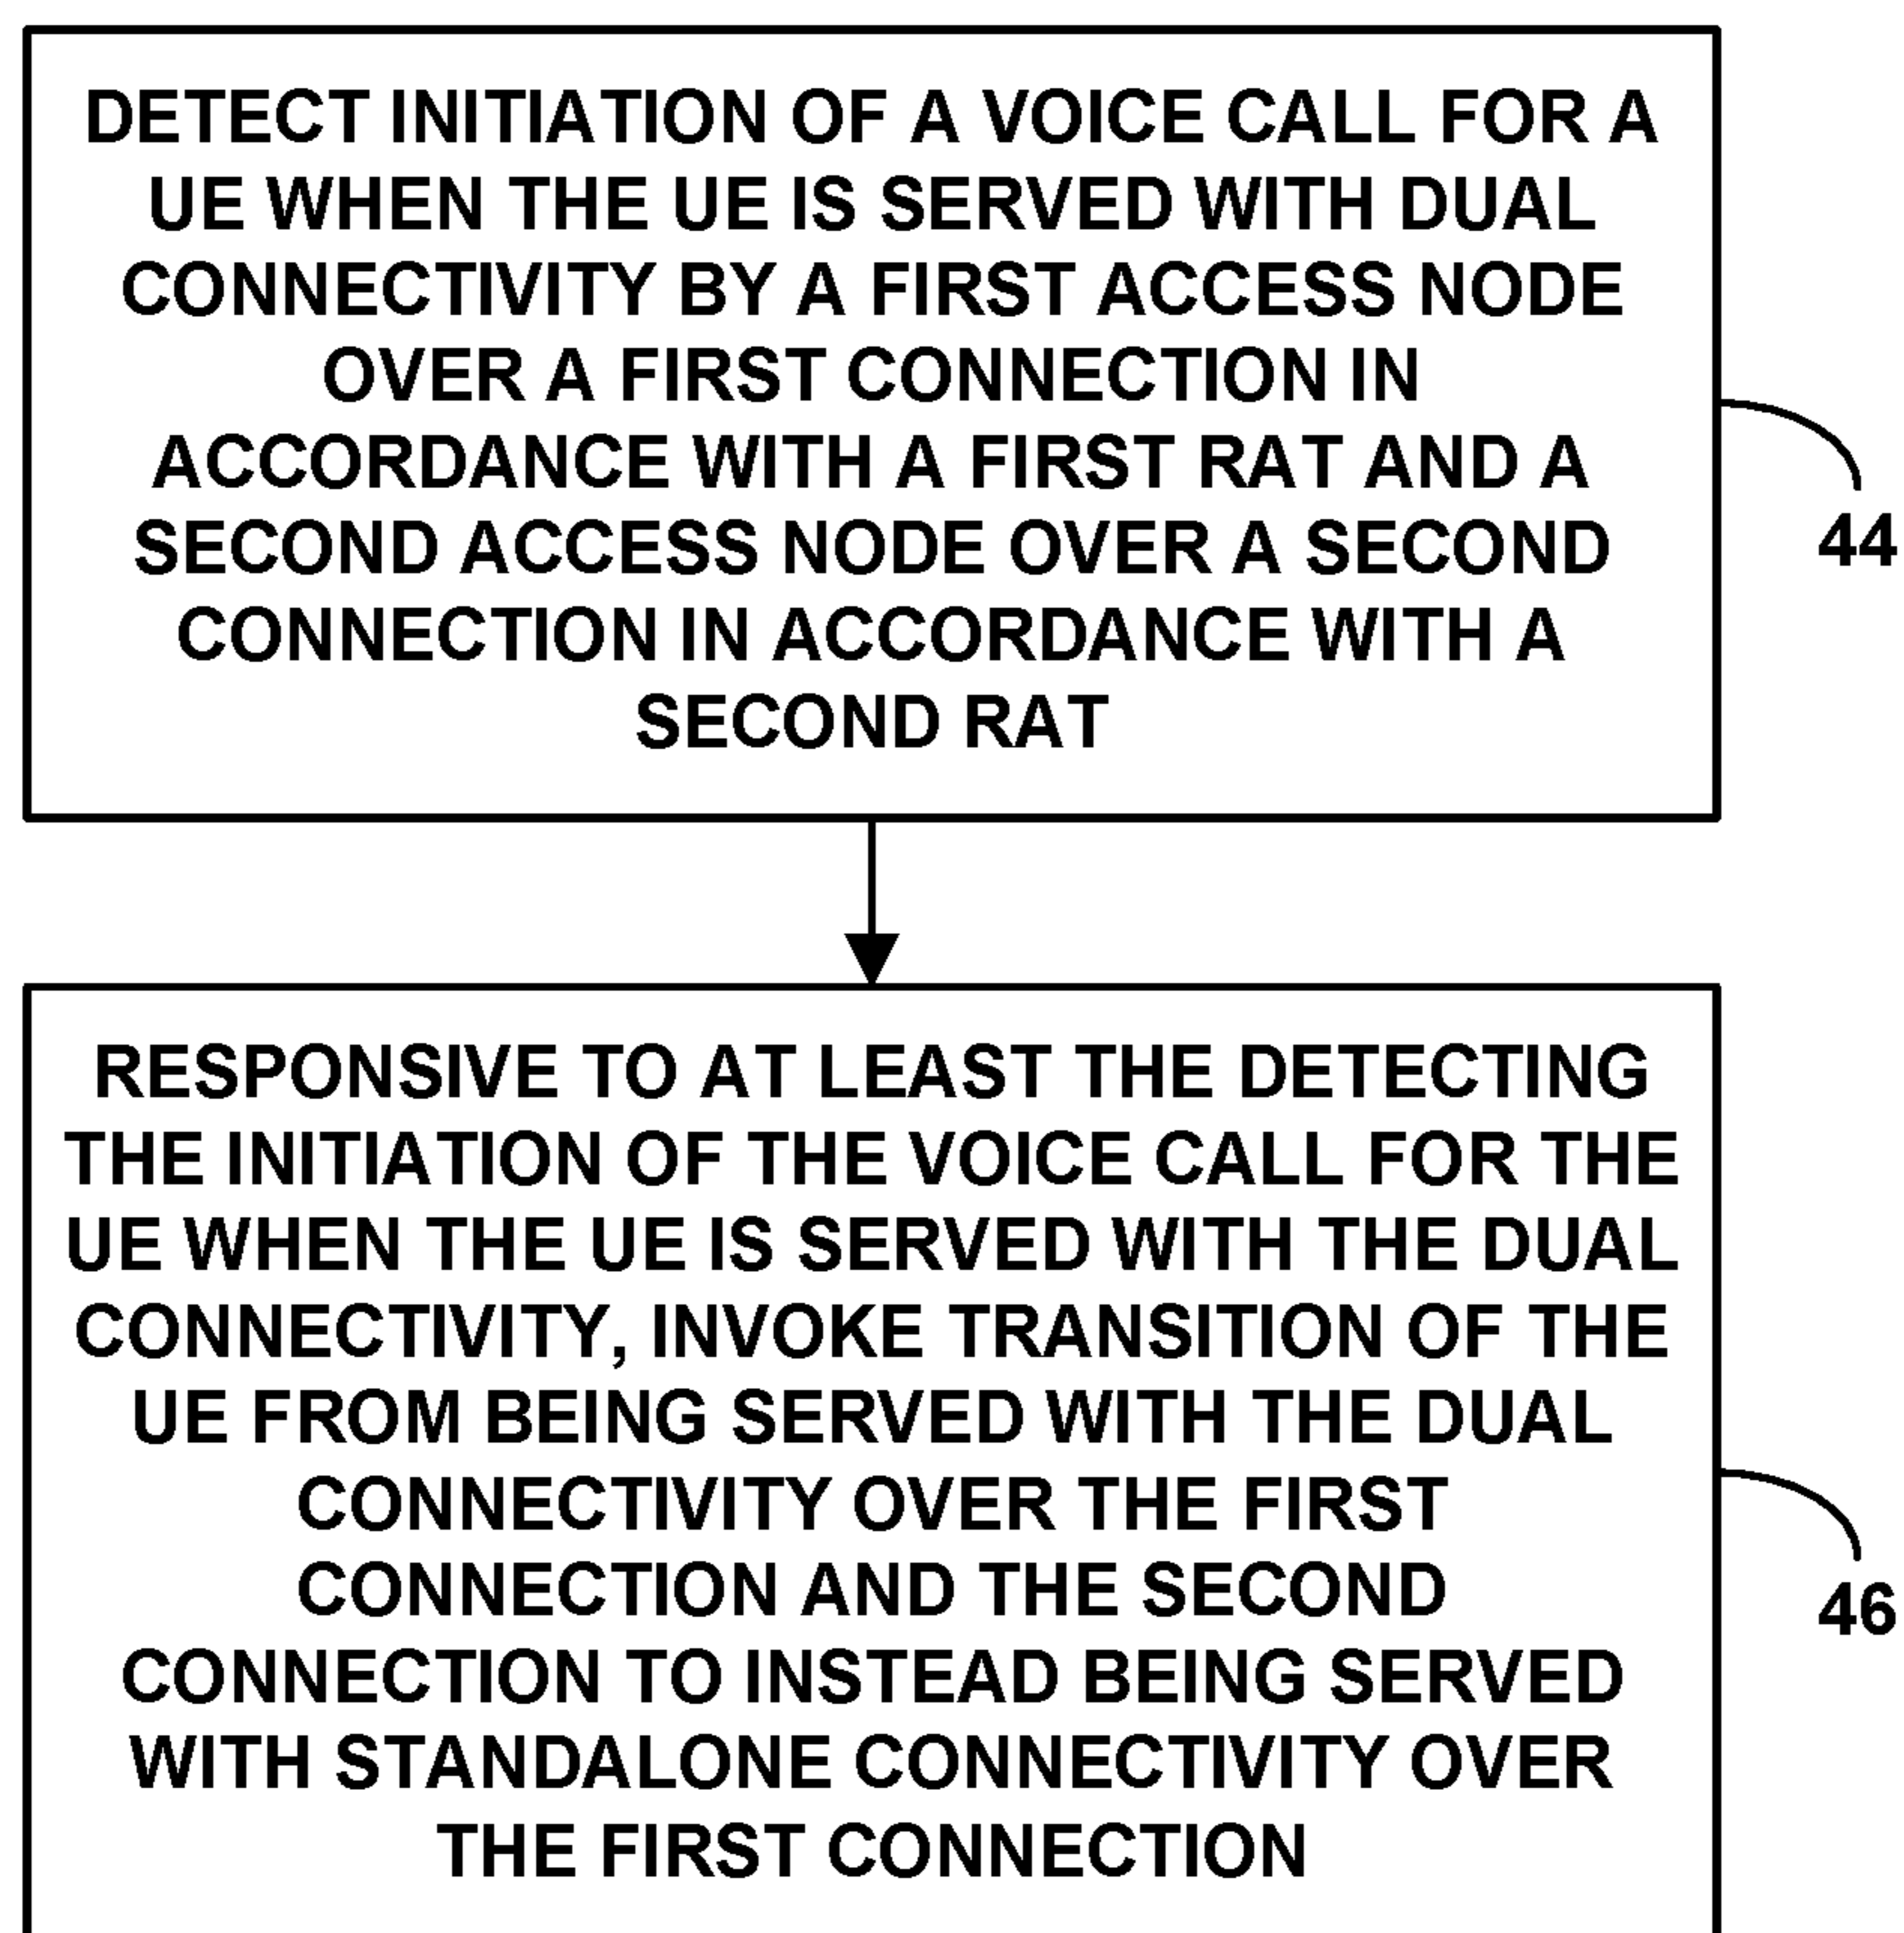 DETECT INITIATION OF A VOICE CALL FOR A
UE WHEN THE UE IS SERVED WITH DUAL
CONNECTIVITY BY A FIRST ACCESS NODE
OVER A FIRST CONNECTION IN
ACCORDANCE WITH A FIRST RAT AND A
SECOND ACCESS NODE OVER A SECOND
CONNECTION IN ACCORDANCE WITH A
SECOND RAT
44
RESPONSIVE TO AT LEAST THE DETECTING
THE INITIATION OF THE VOICE CALL FOR THE
UE WHEN THE UE IS SERVED WITH THE DUAL
CONNECTIVITY, INVOKE TRANSITION OF THE
UE FROM BEING SERVED WITH THE DUAL
CONNECTIVITY OVER THE FIRST
CONNECTION AND THE SECOND
CONNECTION TO INSTEAD BEING SERVED
WITH STANDALONE CONNECTIVITY OVER
THE FIRST CONNECTION
46